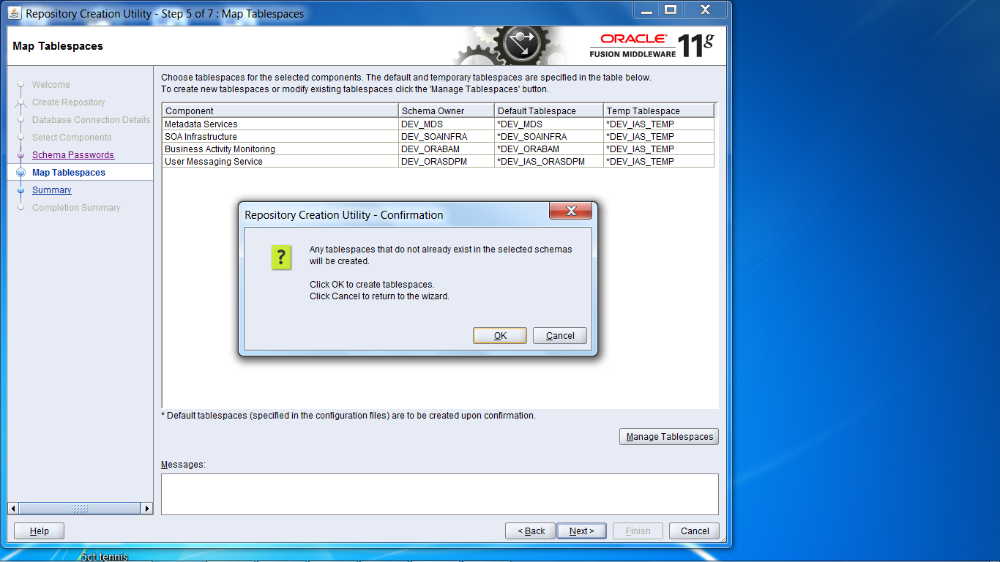 Repository Creation Utility - Step 5 of 7 : Map Tablespaces
Map Tablespaces
ORACLE
FUSION MIDDLEWARE 11g
Welcome
Create Repository
Database Connection Details
Select Components
Schema Passwords
Map Tablespaces
Summary
Completion Summary
Choose tablespaces for the selected components. The default and temporary tablespaces are specified in the table below.
To create new tablespaces or modify existing tablespaces click the 'Manage Tablespaces' button.
Component Schema Owner Default Tablespace Temp Tablespace
Metadata Services DEV_MDS *DEV_MDS *DEV_IAS_TEMP
SOA Infrastructure DEV_SOAINFRA *DEV_SOAINFRA *DEV_IAS_TEMP
Business Activity Monitoring DEV_ORABAM *DEV_ORABAM *DEV_IAS_TEMP
User Messaging Service DEV_ORASDPM *DEV_IAS_ORASDPM *DEV_IAS_TEMP
Repository Creation Utility - Confirmation
Any tablespaces that do not already exist in the selected schemas
will be created.
Click OK to create tablespaces.
Click Cancel to return to the wizard.
OK Cancel
* Default tablespaces (specified in the configuration files) are to be created upon confirmation.
Manage Tablespaces
Messages:
Help < Back Next > Finish Cancel
5ct tennis